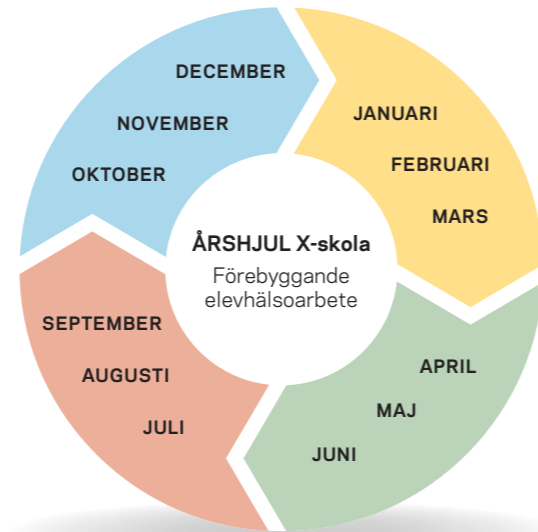 DECEMBER
NOVEMBER
OKTOBER
JANUARI
FEBRUARI
MARS
ÅRSHJUL X-skola
Förebyggande
elevhälsoarbete
SEPTEMBER
AUGUSTI
JULI
APRIL
MAJ
JUNI